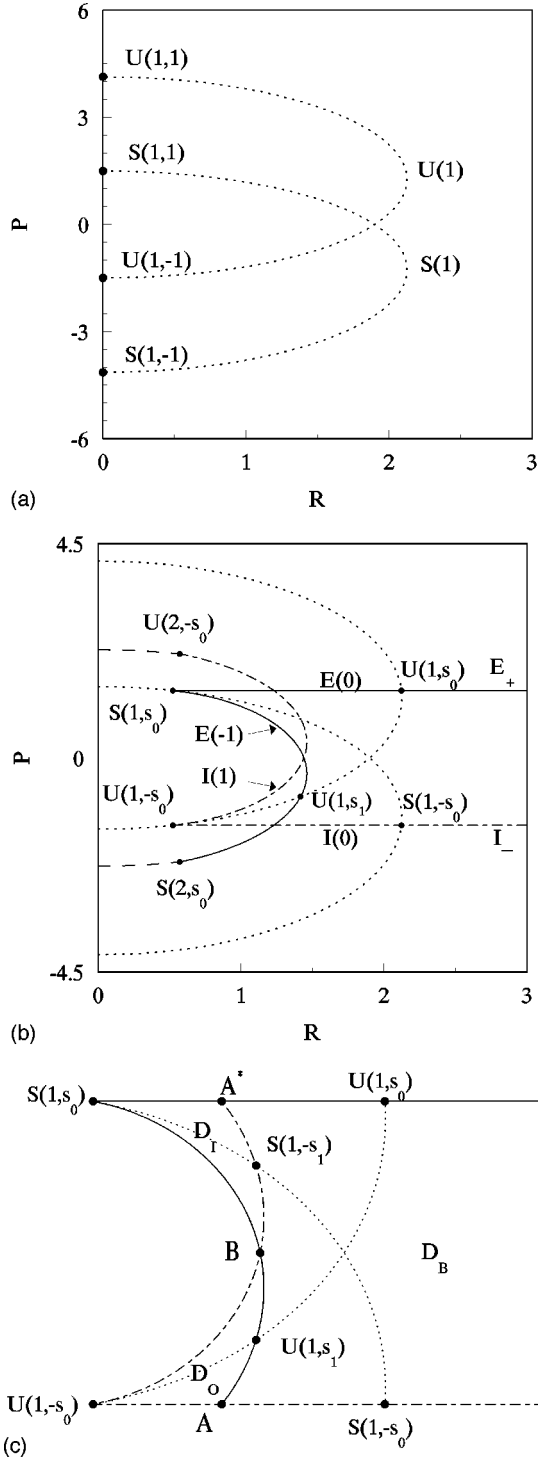 6
U(1,1)
S(1,1)
3
U(1)
P
0
U(1,-1)
S(1)
-3
S(1,-1)
-6
0 1 2 3
(a)
R
4.5
U(2,-s0)
E(0) U(1,s0) E+
S(1,s0)
E(-1)
P
0
I(1)
U(1,-s0)
U(1,s1) S(1,-s0)
I(0) I_
S(2,s0)
-4.5
0 1 2 3
(b)
R
S(1,s0) A* U(1,s0)
DI
S(1,-s1)
B
DB
U(1,s1)
DO
U(1,-s0)
A
S(1,-s0)
(c)